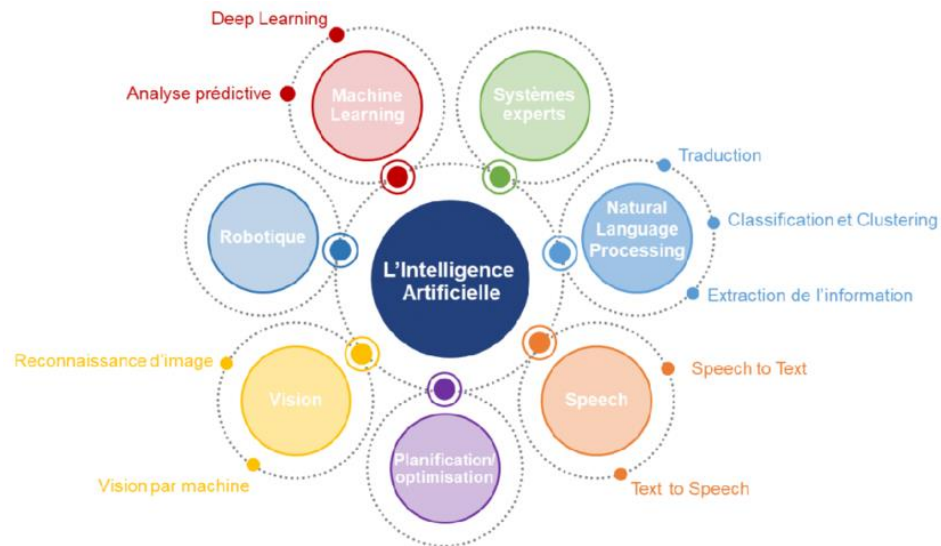 Deep Learning
Analyse prédictive
Machine
Learning
Systèmes
experts
Traduction
Natural
Language
Processing
Classification et Clustering
Extraction de l'information
Robotique
L'Intelligence
Artificielle
Reconnaissance d'image
Vision
Vision par machine
Speech to Text
Speech
Text to Speech
Planification/
optimisation